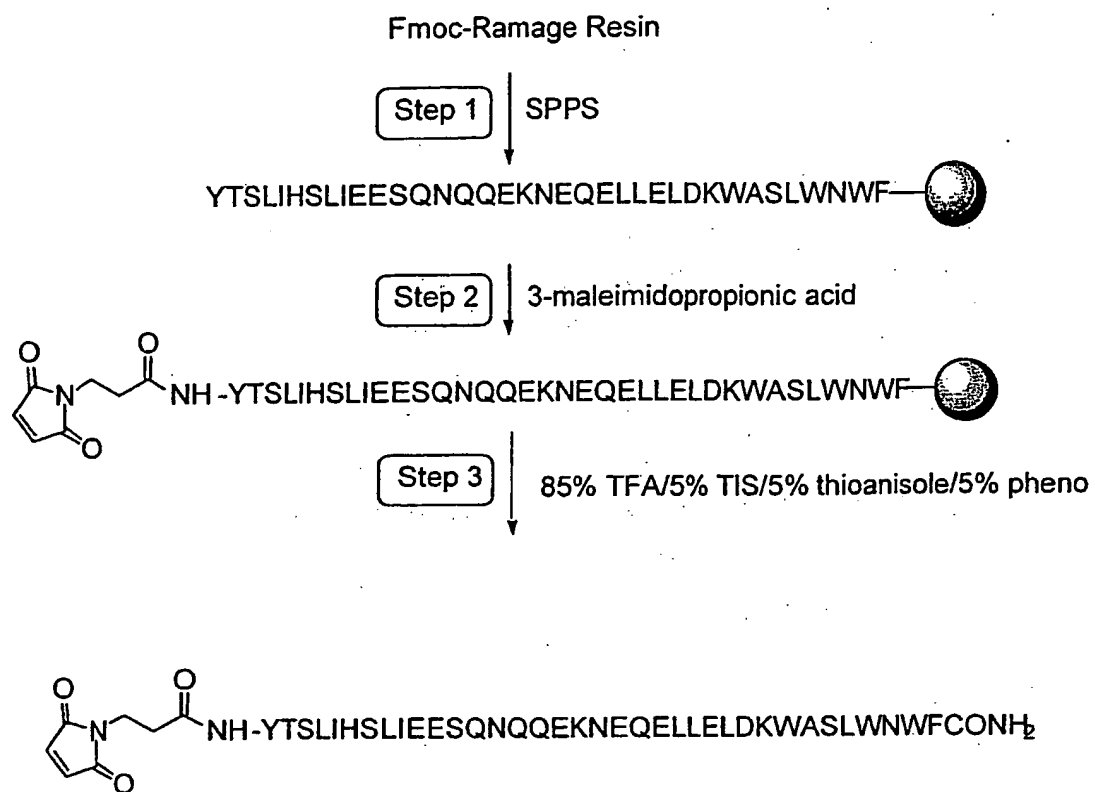 Fmoc-Ramage Resin
Step 1 SPPS
YTSLIHSLIEESQNQQEKNEQELLELDKWASLWNWF
Step 2 3-maleimidopropionic acid
O
O
N
NH-YTSLIHSLIEESQNQQEKNEQELLELDKWASLWNWF
O
Step 3 85% TFA/5% TIS/5% thioanisole/5% pheno
O
O
N
NH-YTSLIHSLIEESQNQQEKNEQELLELDKWASLWNWFCONH2
O